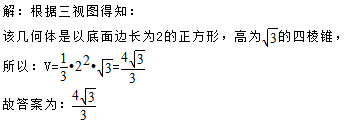 解：根据三视图得知：
该几何体是以底面边长为2的正方形，高为√3的四棱锥，
所以：V=1/3•2²•√3=4√3/3
故答案为：4√3/3